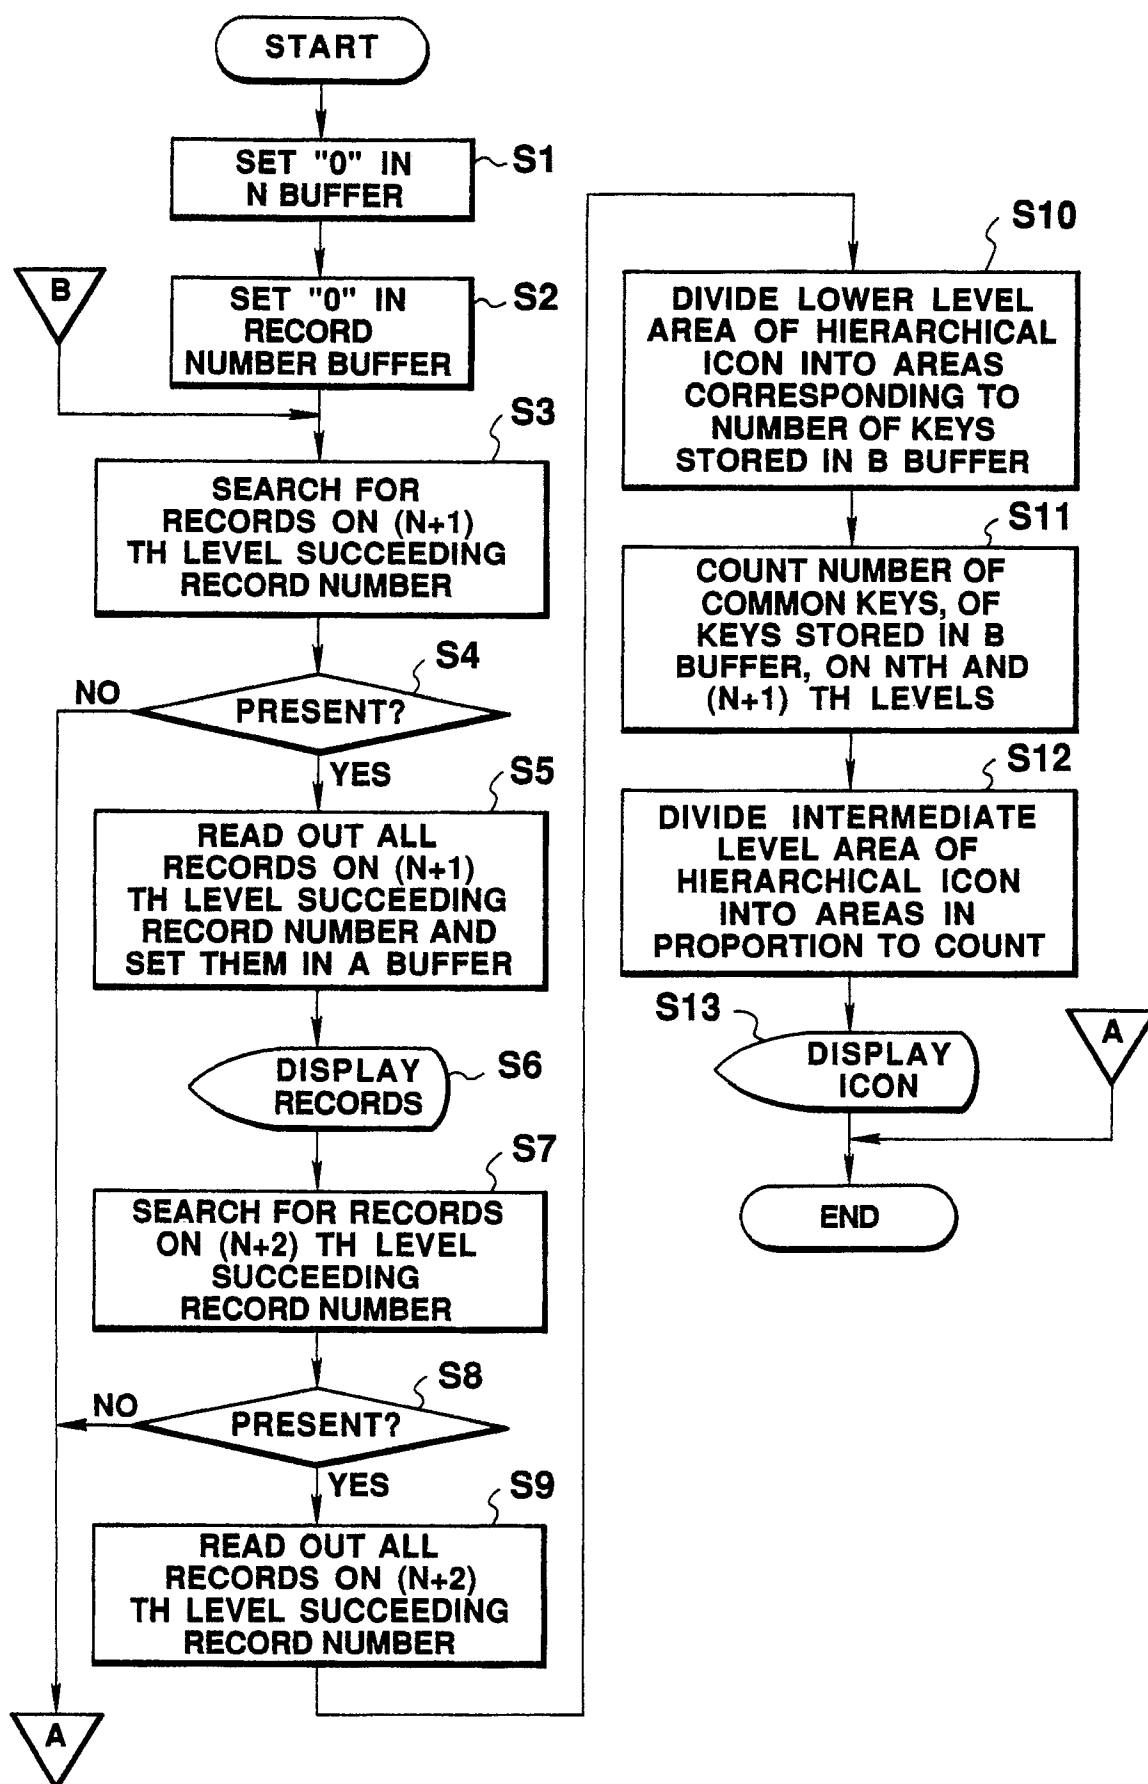 START
SET "0" IN
N BUFFER
S1
B
SET "0" IN
RECORD
NUMBER BUFFER
S2
S3
SEARCH FOR
RECORDS ON (N+1)
TH LEVEL SUCCEEDING
RECORD NUMBER
S4
NO
PRESENT?
YES
S5
READ OUT ALL
RECORDS ON (N+1)
TH LEVEL SUCCEEDING
RECORD NUMBER AND
SET THEM IN A BUFFER
DISPLAY
RECORDS
S6
S7
SEARCH FOR RECORDS
ON (N+2) TH LEVEL
SUCCEEDING
RECORD NUMBER
S8
NO
PRESENT?
YES
S9
READ OUT ALL
RECORDS ON (N+2)
TH LEVEL SUCCEEDING
RECORD NUMBER
A
S10
DIVIDE LOWER LEVEL
AREA OF HIERARCHICAL
ICON INTO AREAS
CORRESPONDING TO
NUMBER OF KEYS
STORED IN B BUFFER
S11
COUNT NUMBER OF
COMMON KEYS, OF
KEYS STORED IN B
BUFFER, ON NTH AND
(N+1) TH LEVELS
S12
DIVIDE INTERMEDIATE
LEVEL AREA OF
HIERARCHICAL ICON
INTO AREAS IN
PROPORTION TO COUNT
S13
DISPLAY
ICON
A
END